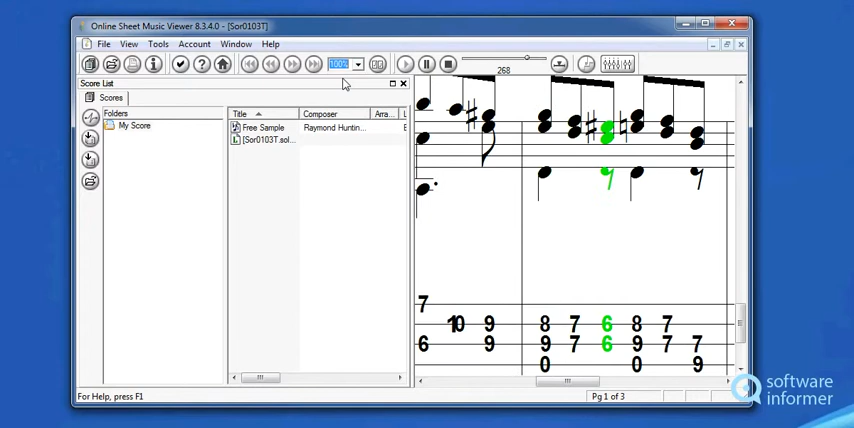 Online Sheet Music Viewer 8.3.4.0 - [Sor0103T]
File View Tools Account Window Help
100%
268
Score List
Scores
Folders
My Score
Title Composer Arra... L
Free Sample Raymond Huntin... E
[Sor0103T.sol...
7
10 9 8 7 6 8 7
6 9 9 7 6 9 7 7
0 0 9
For Help, press F1
Pg 1 of 3
software
informer